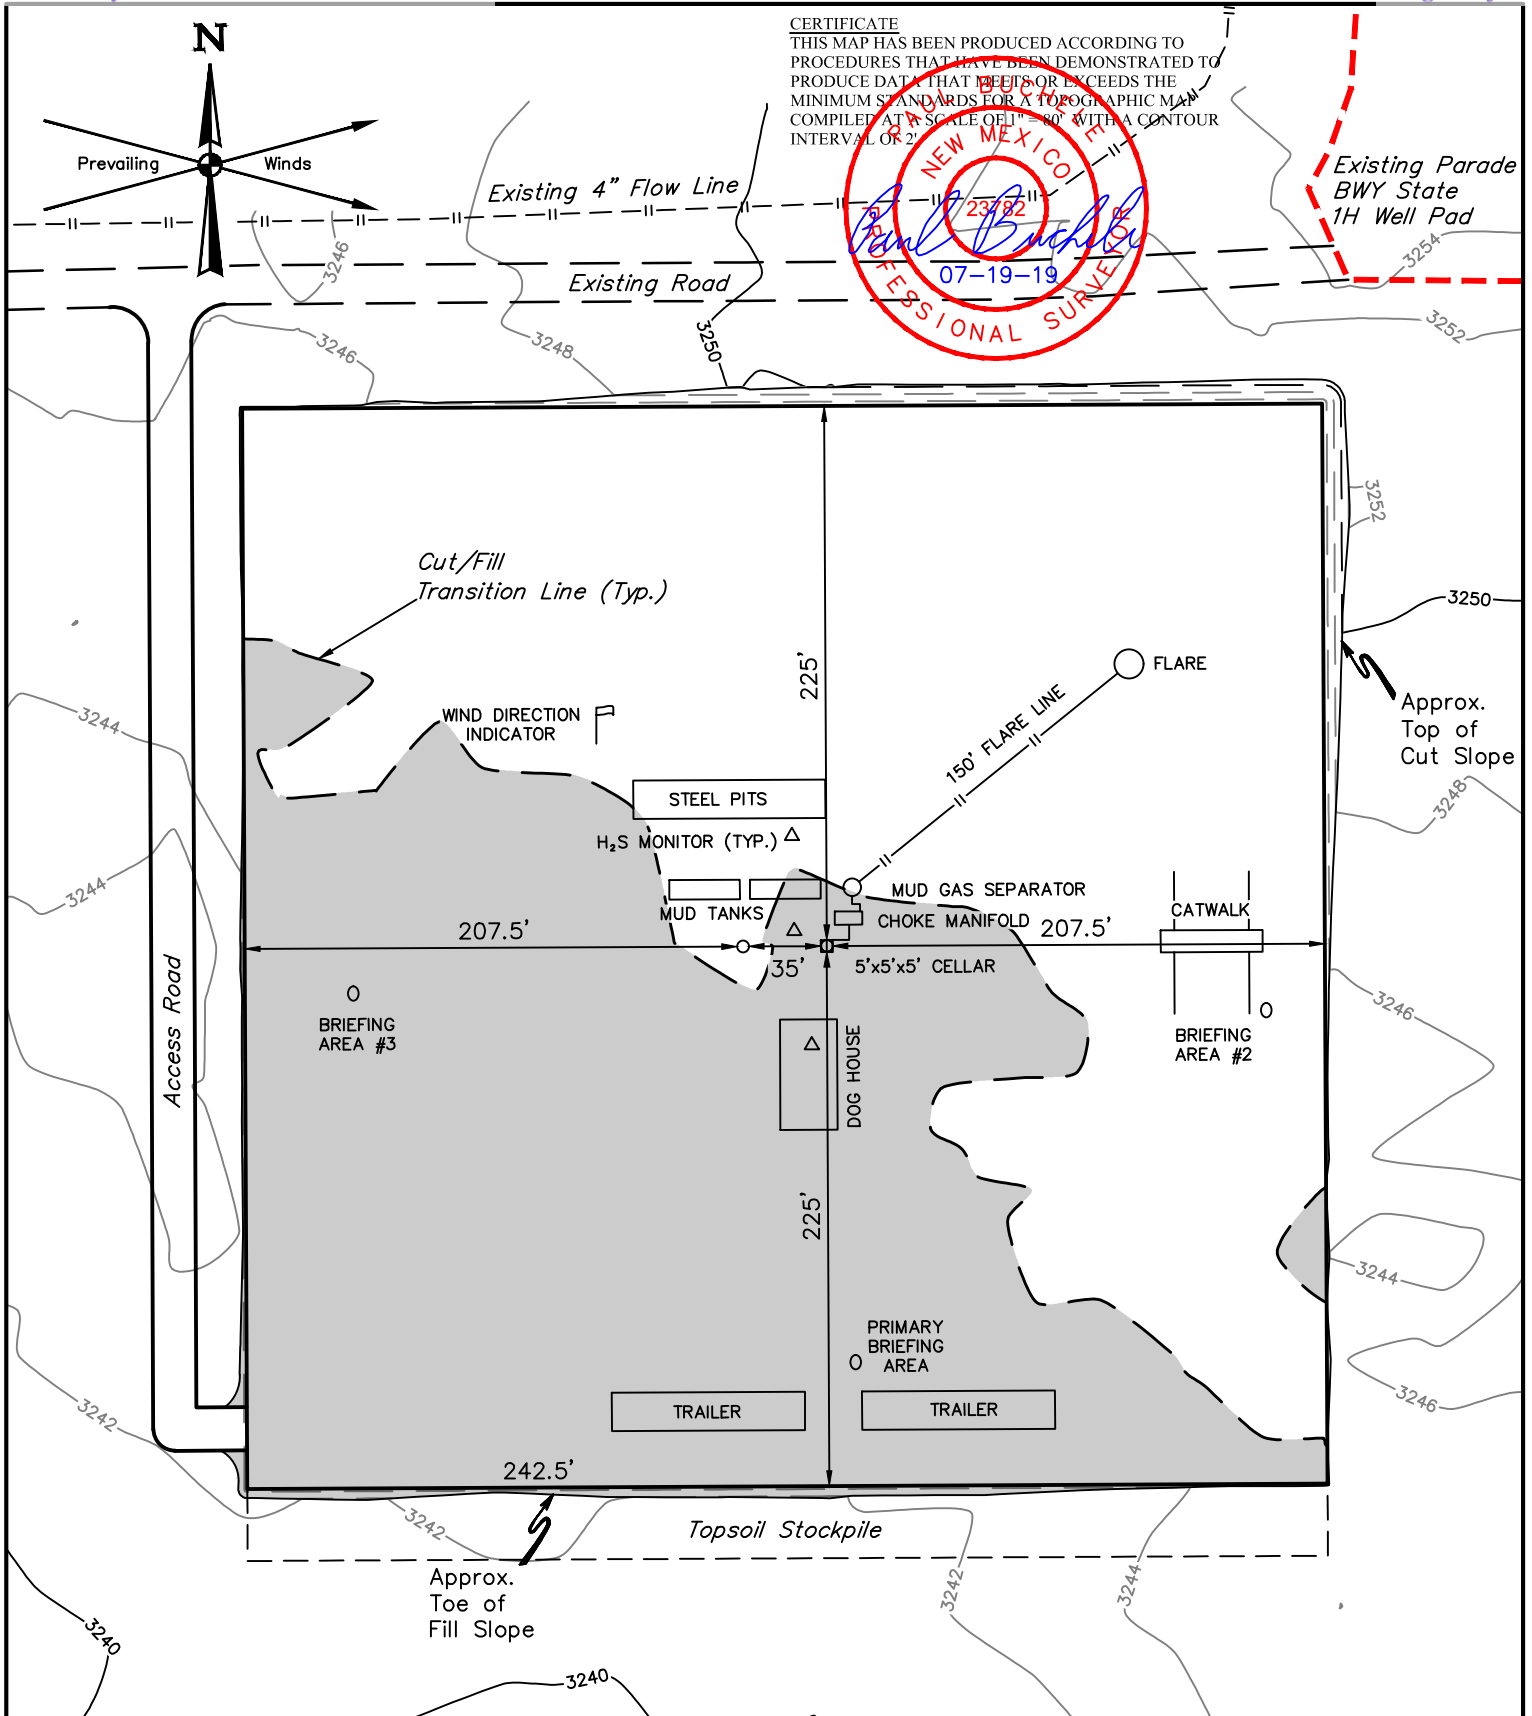 N
Prevailing Winds
CERTIFICATE
THIS MAP HAS BEEN PRODUCED ACCORDING TO
PROCEDURES THAT HAVE BEEN DEMONSTRATED TO
PRODUCE DATA THAT MEETS OR EXCEEDS THE
MINIMUM STANDARDS FOR A TOPOGRAPHIC MAP
COMPILED AT A SCALE OF 1" = 80' WITH A CONTOUR
INTERVAL OF 2'
PAUL BUCHELE
NEW MEXICO
23782
Paul Buchele
07-19-19
PROFESSIONAL SURVEYOR
Existing Parade
BWY State
1H Well Pad
Existing 4" Flow Line
Existing Road
3246
3254
3246
3248
3250
3252
3252
Cut/Fill
Transition Line (Typ.)
3250
225'
FLARE
150' FLARE LINE
WIND DIRECTION
INDICATOR
3244
Approx.
Top of
Cut Slope
STEEL PITS
3248
H₂S MONITOR (TYP.)
3244
MUD GAS SEPARATOR
MUD TANKS
CHOKE MANIFOLD
CATWALK
207.5'
207.5'
35'
5'x5'x5' CELLAR
3246
BRIEFING
AREA #3
Access Road
DOG HOUSE
BRIEFING
AREA #2
225'
3244
PRIMARY
BRIEFING
AREA
3242
3246
TRAILER
TRAILER
242.5'
3242
Topsoil Stockpile
Approx.
Toe of
Fill Slope
3242
3244
3240
3240